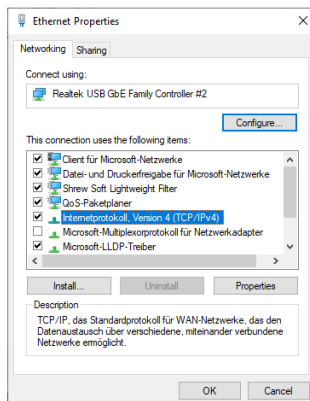 Ethernet Properties
Networking
Sharing
Connect using:
Realtek USB GbE Family Controller #2
Configure...
This connection uses the following items:
Client für Microsoft-Netzwerke
Datei- und Druckerfreigabe für Microsoft-Netzwerke
Shrew Soft Lightweight Filter
QoS-Paketplaner
Internetprotokoll, Version 4 (TCP/IPv4)
Microsoft-Multiplexorprotokoll für Netzwerkadapter
Microsoft-LLDP-Treiber
Install...
Uninstall
Properties
Description
TCP/IP, das Standardprotokoll für WAN-Netzwerke, das den
Datenaustausch über verschiedene, miteinander verbundene
Netzwerke ermöglicht.
OK
Cancel